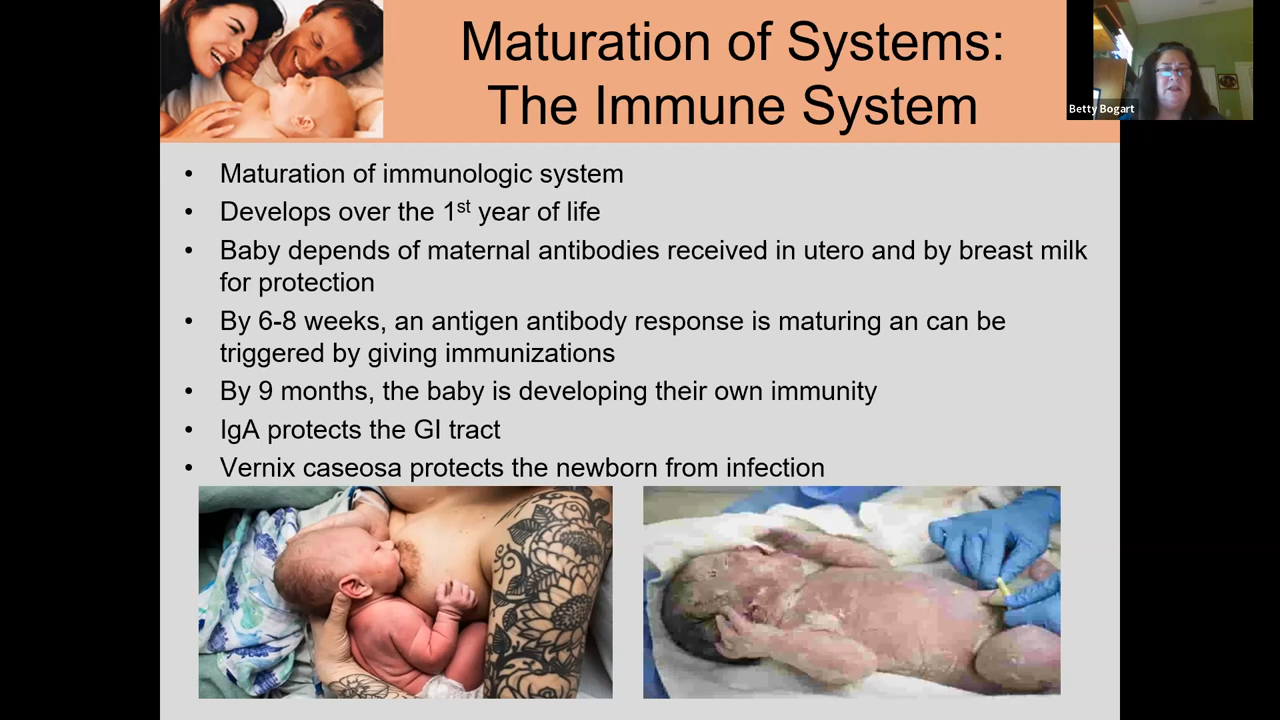 Maturation of Systems:
The Immune System
Betty Bogart
• Maturation of immunologic system
• Develops over the 1st year of life
• Baby depends of maternal antibodies received in utero and by breast milk
for protection
• By 6-8 weeks, an antigen antibody response is maturing an can be
triggered by giving immunizations
• By 9 months, the baby is developing their own immunity
• IgA protects the GI tract
• Vernix caseosa protects the newborn from infection